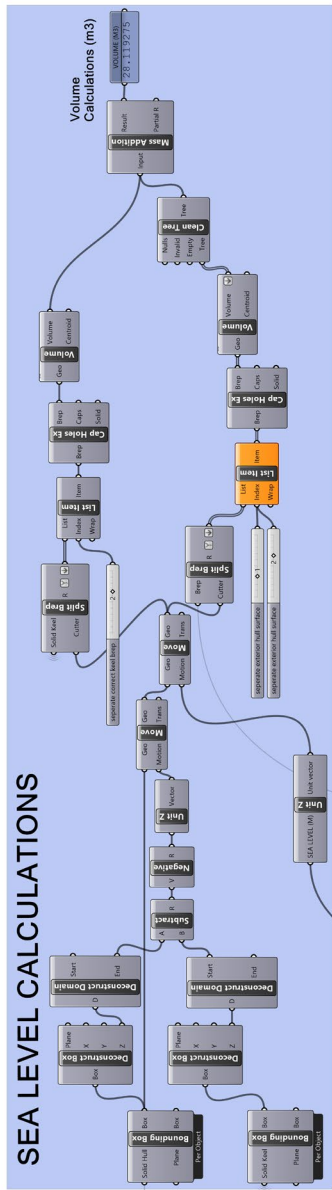 SEA LEVEL CALCULATIONS
Volume
Calculations (m3)
VOLUME (M3)
28.119275
Input
Mass Addition
Result
Partial R
Nulls
Invalid
Empty
Tree
Clean Tree
Tree
Geo
Volume
Volume
Centroid
Geo
Volume
Volume
Centroid
Brep
Cap Holes Ex
Brep
Caps
Solid
Brep
Cap Holes Ex
Brep
Caps
Solid
List
Index
Wrap
List Item
Item
List
Index
Wrap
List Item
Item
Solid Keel
Cutter
Split Brep
R
Brep
Cutter
Split Brep
R
seperate correct keel brep
2
seperate exterior hull surface
1
seperate exterior hull surface
2
Geo
Motion
Move
Geo
Trans
Geo
Motion
Move
Geo
Trans
Unit Z
Vector
SEA LEVEL (M)
Unit Z
Unit vector
V
Negative
R
A
B
Subtract
R
D
Deconstruct Domain
Start
End
D
Deconstruct Domain
Start
End
Box
Deconstruct Box
Plane
X
Y
Z
Box
Deconstruct Box
Plane
X
Y
Z
Solid Hull
Plane
Bounding Box
Box
Box
Per Object
Solid Keel
Plane
Bounding Box
Box
Box
Per Object